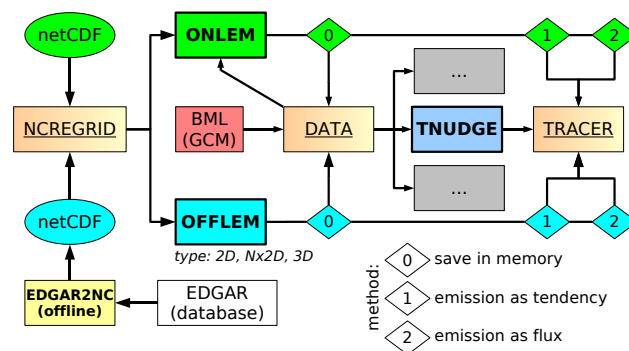 netCDF
ONLEM
0
1
2
...
NCREGRID
BML
(GCM)
DATA
TNUDGE
TRACER
...
netCDF
OFFLEM
0
1
2
type: 2D, Nx2D, 3D
EDGAR2NC
(offline)
EDGAR
(database)
method:
0 save in memory
1 emission as tendency
2 emission as flux